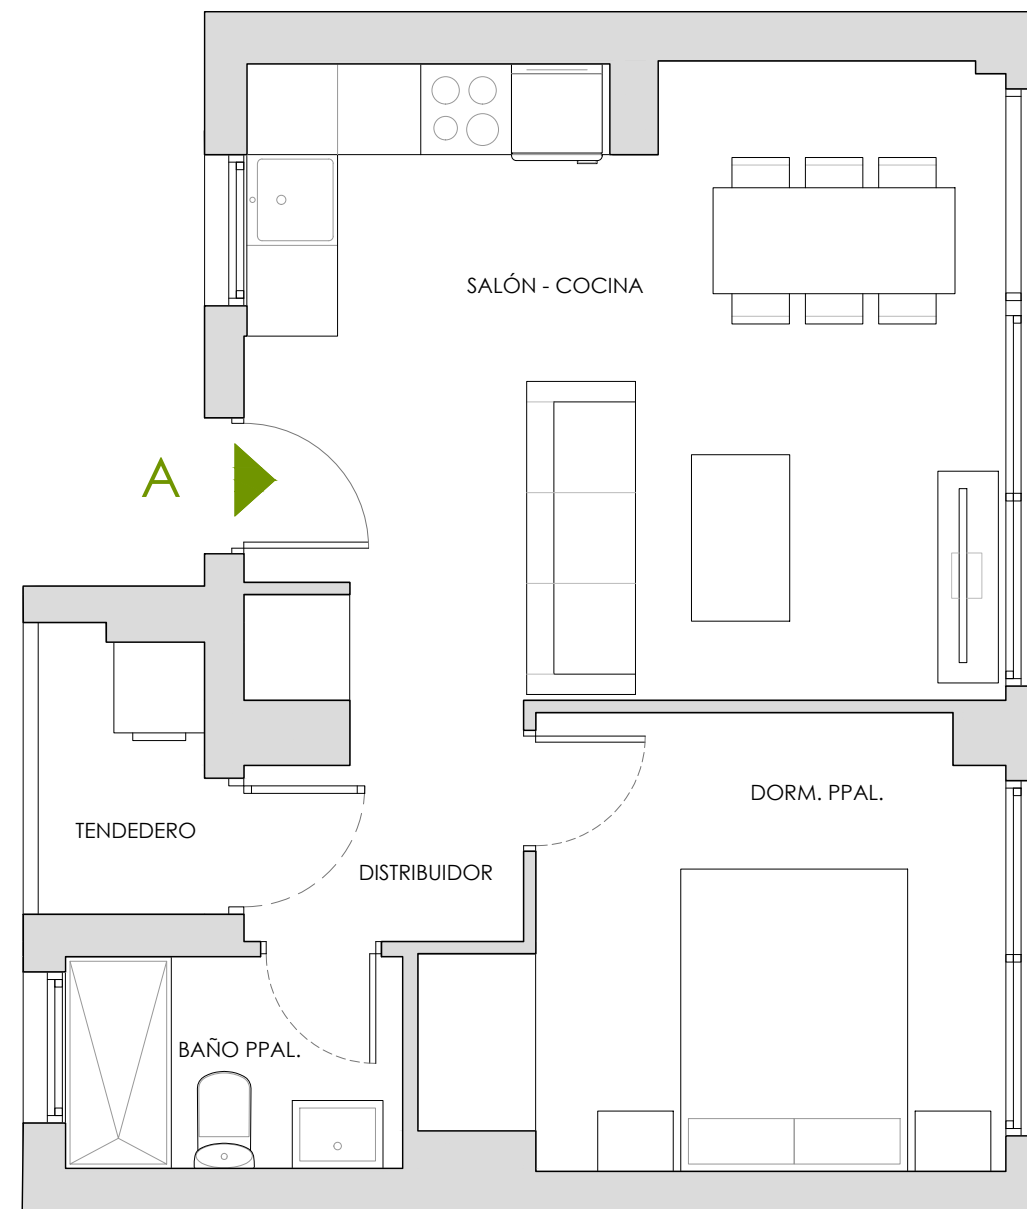 SALÓN - COCINA
A
DORM. PPAL.
TENDEDERO
DISTRIBUIDOR
BAÑO PPAL.